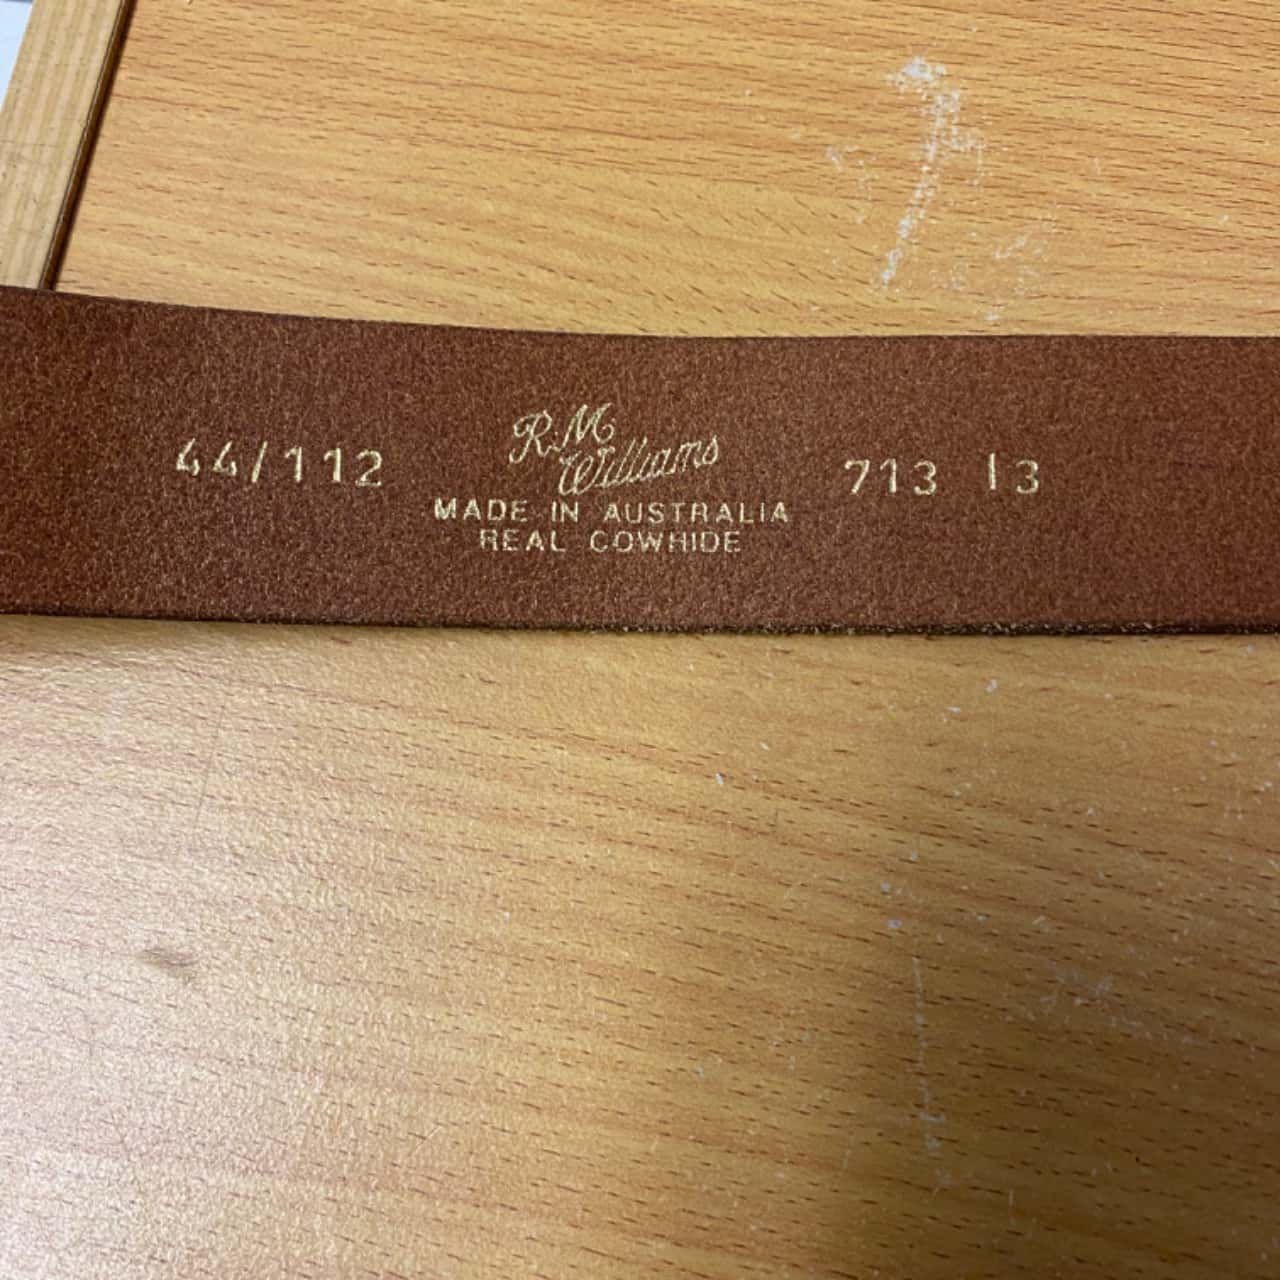 44/112
R.M.
Williams
MADE IN AUSTRALIA
REAL COWHIDE
713 13